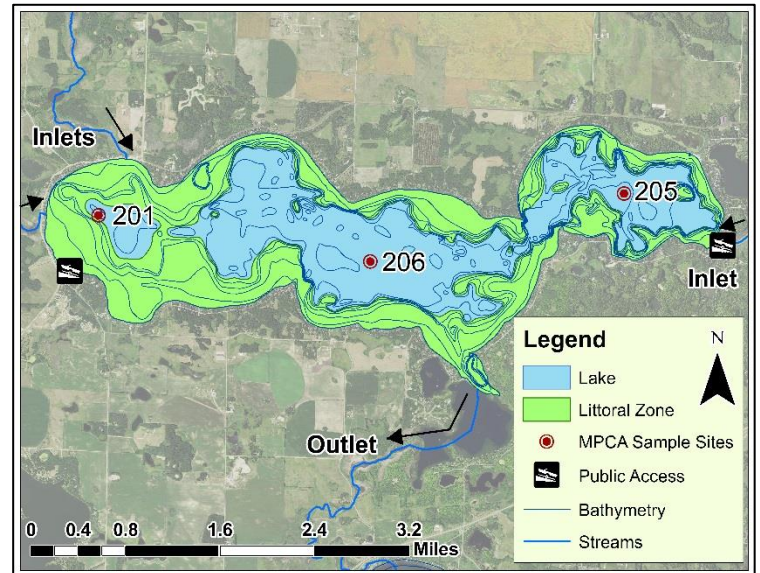 Inlets
201
205
206
Inlet
Outlet
Legend
N
Lake
Littoral Zone
MPCA Sample Sites
Public Access
Bathymetry
Streams
0 0.4 0.8 1.6 2.4 3.2
Miles